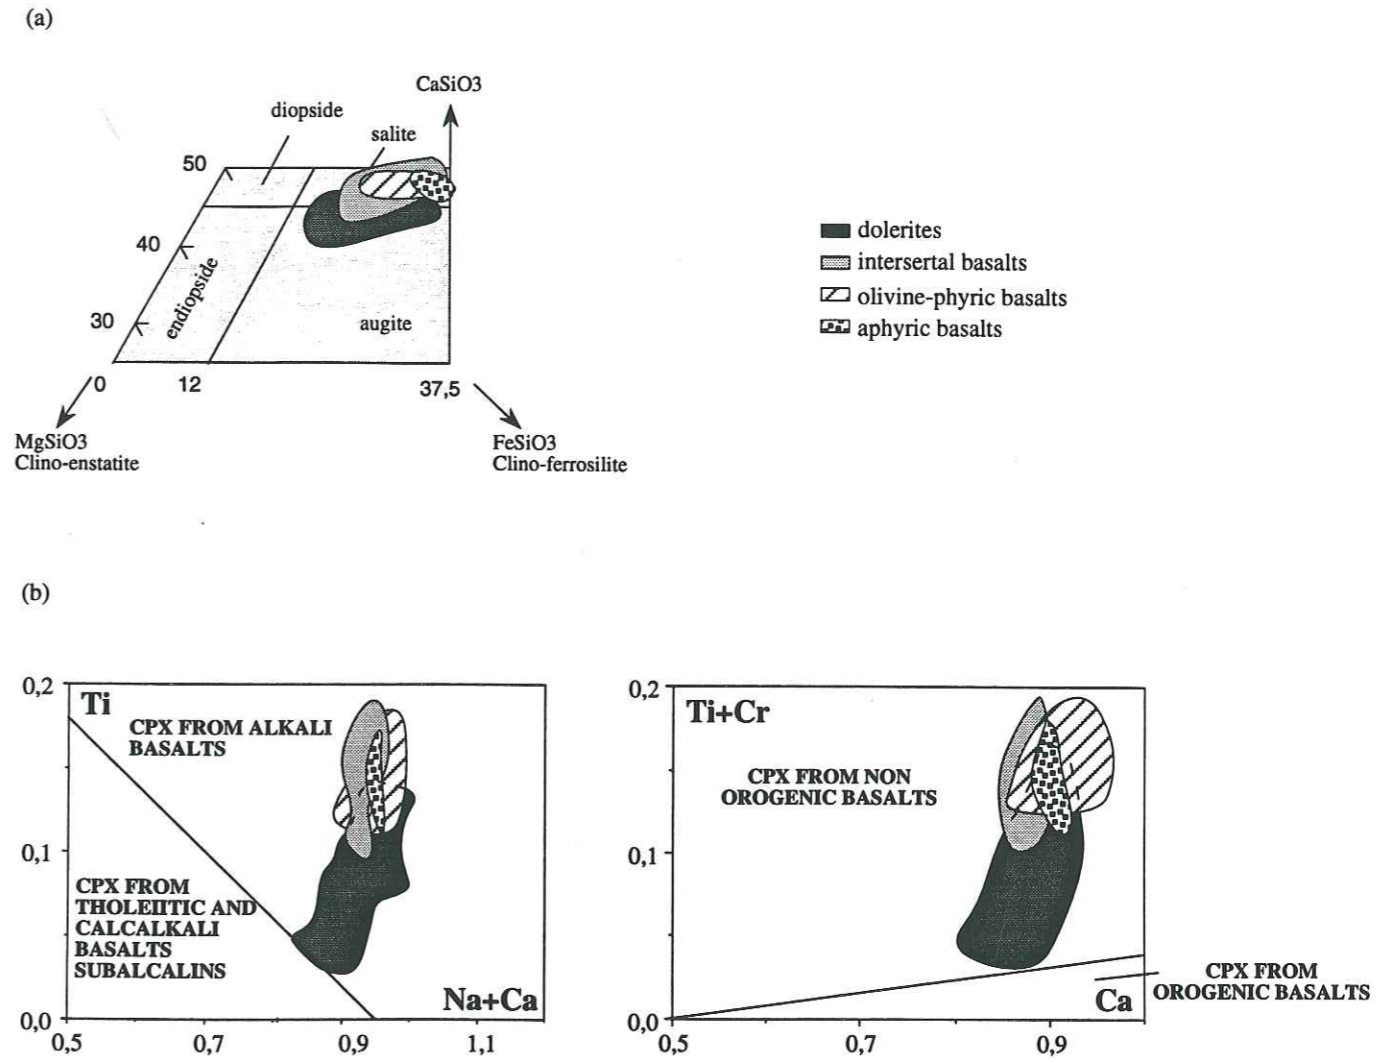 (a)
CaSiO3
diopside
salite
50
40
30
endiopside
augite
0
12
37,5
MgSiO3
Clino-enstatite
FeSiO3
Clino-ferrosilite
dolerites
intersertal basalts
olivine-phyric basalts
aphyric basalts
(b)
0,2
Ti
CPX FROM ALKALI
BASALTS
0,1
CPX FROM
THOLEIITIC AND
CALCALKALI
BASALTS
SUBALCALINS
Na+Ca
0,0
0,5
0,7
0,9
1,1
0,2
Ti+Cr
CPX FROM NON
OROGENIC BASALTS
0,1
CPX FROM
OROGENIC BASALTS
Ca
0,0
0,5
0,7
0,9